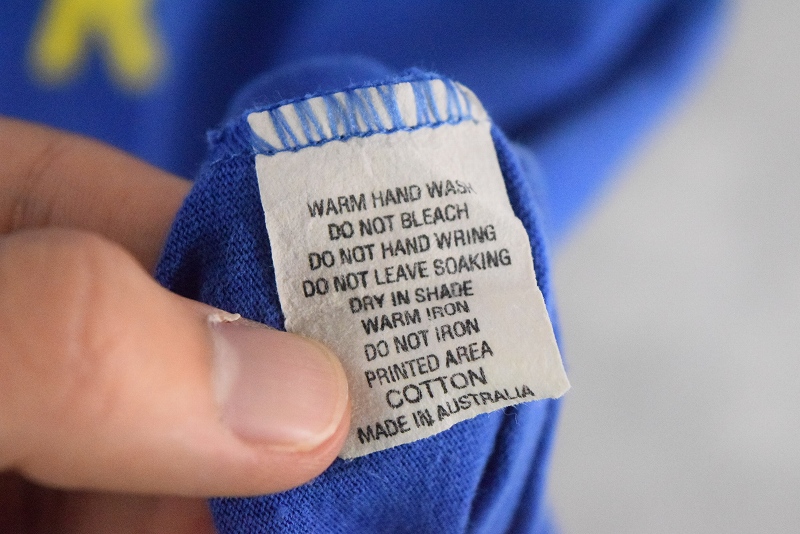 WARM HAND WASH
DO NOT BLEACH
DO NOT HAND WRING
DO NOT LEAVE SOAKING
DRY IN SHADE
WARM IRON
DO NOT IRON
PRINTED AREA
COTTON
MADE IN AUSTRALIA